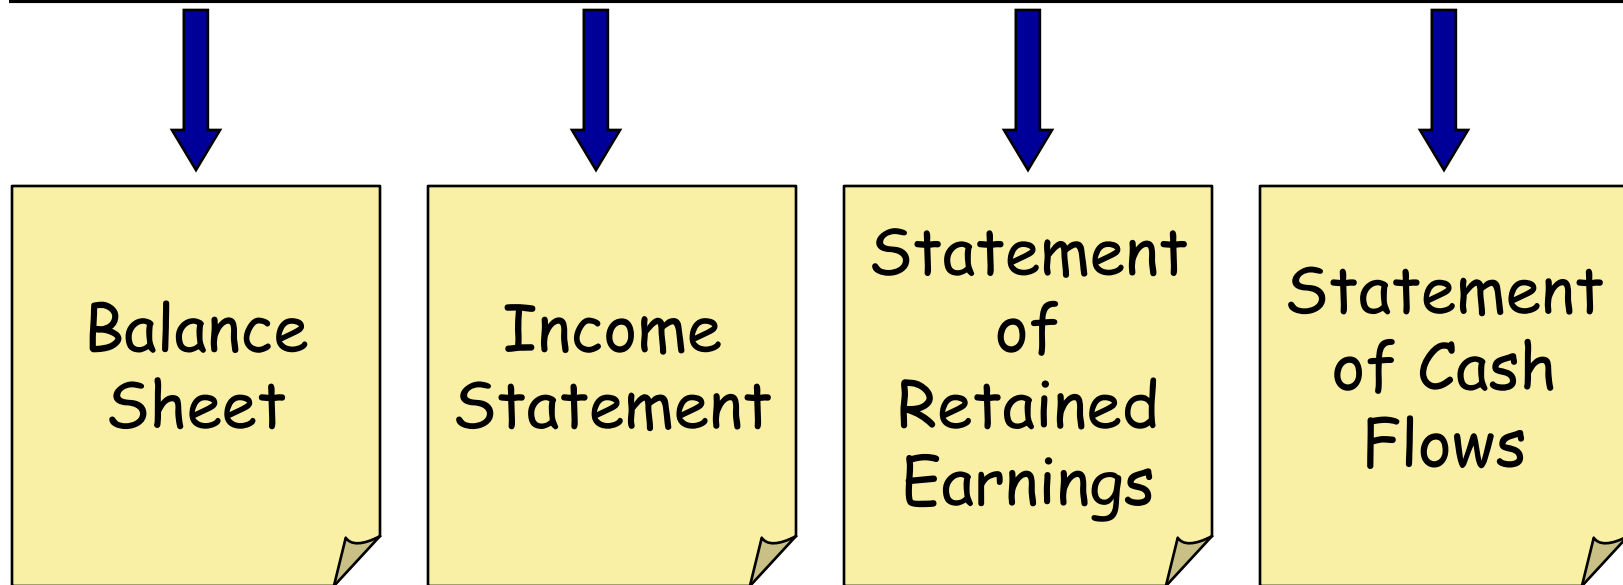 Balance
Sheet
Income
Statement
Statement
of
Retained
Earnings
Statement
of Cash
Flows